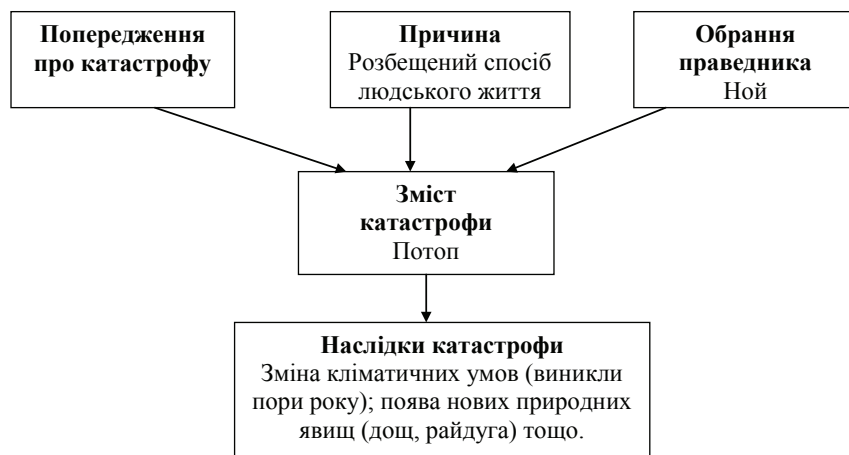 Попередження
про катастрофу
Причина
Розбещений спосіб
людського життя
Обрання
праведника
Ной
Зміст
катастрофи
Потоп
Наслідки катастрофи
Зміна кліматичних умов (виникли
пори року); поява нових природних
явищ (дощ, райдуга) тощо.